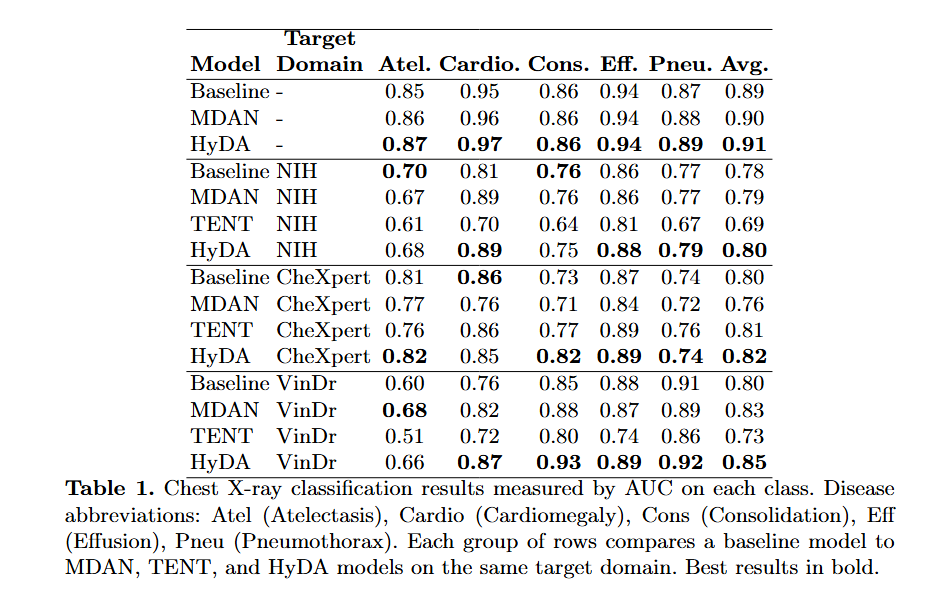 Target
Model Domain Atel. Cardio. Cons. Eff. Pneu. Avg.
Baseline - 0.85 0.95 0.86 0.94 0.87 0.89
MDAN - 0.86 0.96 0.86 0.94 0.88 0.90
HyDA - 0.87 0.97 0.86 0.94 0.89 0.91
Baseline NIH 0.70 0.81 0.76 0.86 0.77 0.78
MDAN NIH 0.67 0.89 0.76 0.86 0.77 0.79
TENT NIH 0.61 0.70 0.64 0.81 0.67 0.69
HyDA NIH 0.68 0.89 0.75 0.88 0.79 0.80
Baseline CheXpert 0.81 0.86 0.73 0.87 0.74 0.80
MDAN CheXpert 0.77 0.76 0.71 0.84 0.72 0.76
TENT CheXpert 0.76 0.86 0.77 0.89 0.76 0.81
HyDA CheXpert 0.82 0.85 0.82 0.89 0.74 0.82
Baseline VinDr 0.60 0.76 0.85 0.88 0.91 0.80
MDAN VinDr 0.68 0.82 0.88 0.87 0.89 0.83
TENT VinDr 0.51 0.72 0.80 0.74 0.86 0.73
HyDA VinDr 0.66 0.87 0.93 0.89 0.92 0.85
Table 1. Chest X-ray classification results measured by AUC on each class. Disease
abbreviations: Atel (Atelectasis), Cardio (Cardiomegaly), Cons (Consolidation), Eff
(Effusion), Pneu (Pneumothorax). Each group of rows compares a baseline model to
MDAN, TENT, and HyDA models on the same target domain. Best results in bold.